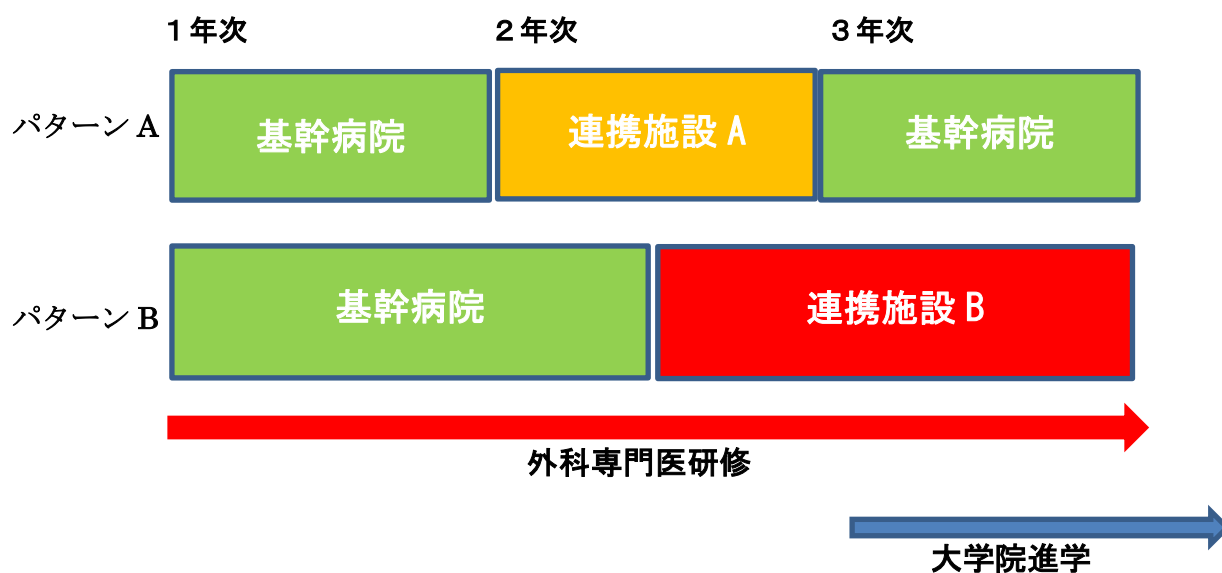 １年次 ２年次 ３年次
パターン A
基幹病院 連携施設 A 基幹病院
パターン B
基幹病院 連携施設 B
外科専門医研修
大学院進学